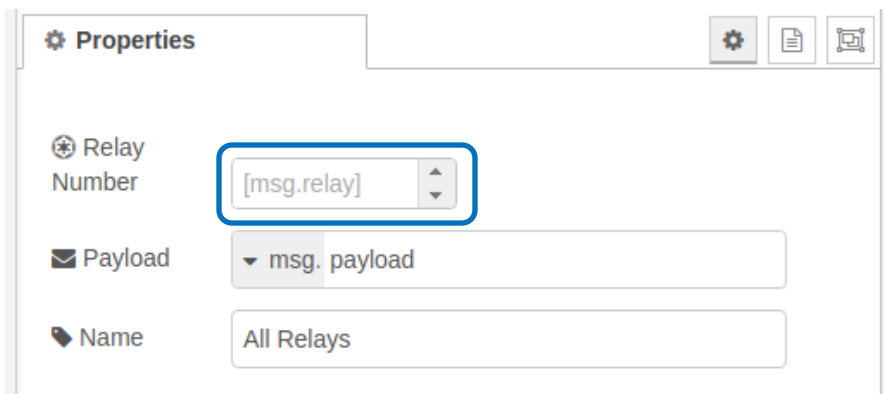 Properties
Relay
Number
[msg.relay]
Payload
msg. payload
Name
All Relays